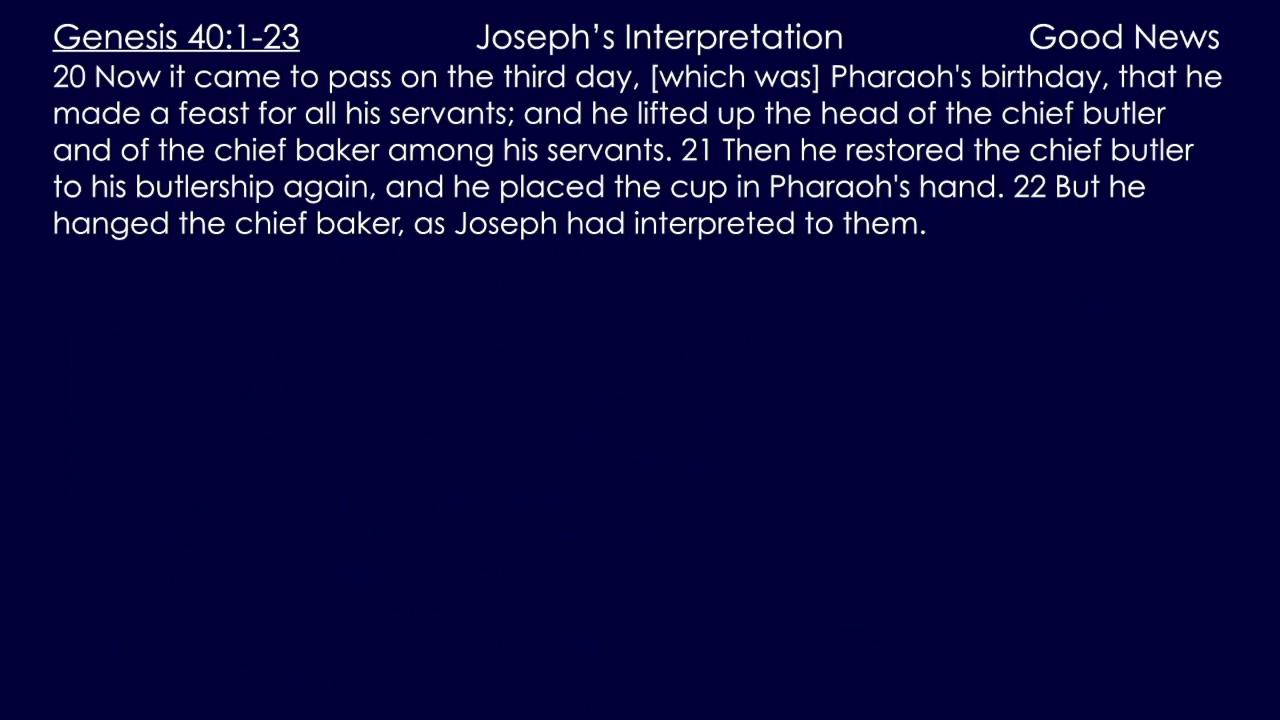 Genesis 40:1-23 Joseph’s Interpretation Good News
20 Now it came to pass on the third day, [which was] Pharaoh's birthday, that he
made a feast for all his servants; and he lifted up the head of the chief butler
and of the chief baker among his servants. 21 Then he restored the chief butler
to his butlership again, and he placed the cup in Pharaoh's hand. 22 But he
hanged the chief baker, as Joseph had interpreted to them.